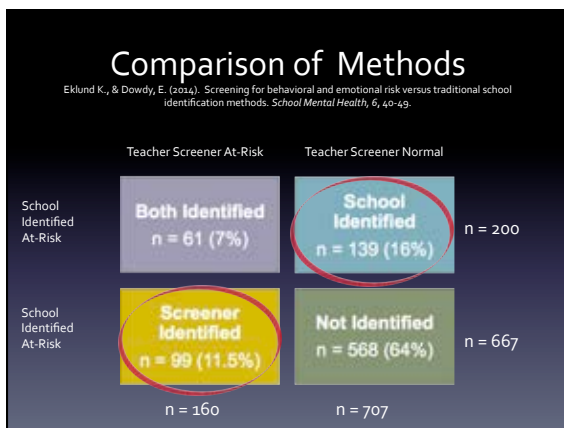 Comparison of Methods
Eklund K., & Dowdy, E. (2014). Screening for behavioral and emotional risk versus traditional school
identification methods. School Mental Health, 6, 40-49.
Teacher Screener At-Risk
Teacher Screener Normal
School
Identified
At-Risk
Both Identified
n = 61 (7%)
School
Identified
n = 139 (16%)
n = 200
School
Identified
At-Risk
Screener
Identified
n = 99 (11.5%)
Not Identified
n = 568 (64%)
n = 667
n = 160
n = 707